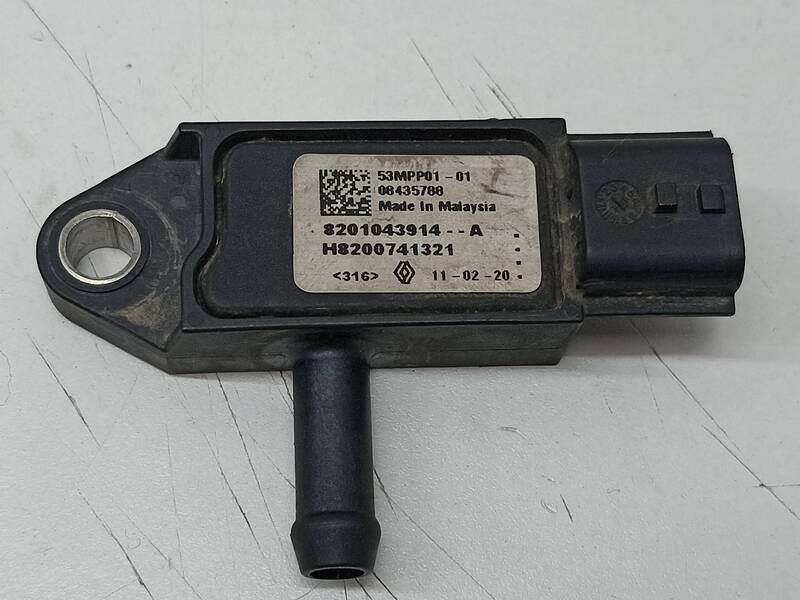 53MPP01-01
08435788
Made In Malaysia
8201043914--A
H8200741321
<316> 11-02-20